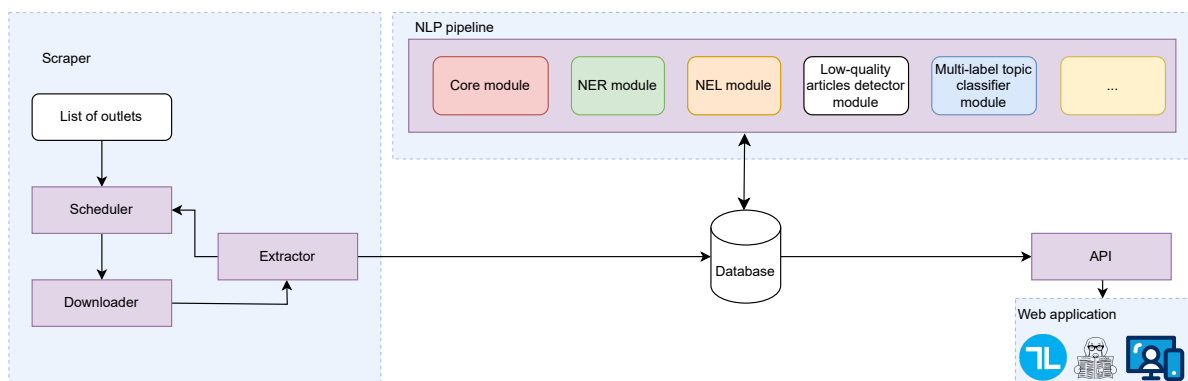 Scraper
List of outlets
Scheduler
Extractor
Downloader
NLP pipeline
Core module
NER module
NEL module
Low-quality
articles detector
module
Multi-label topic
classifier
module
...
Database
API
Web application